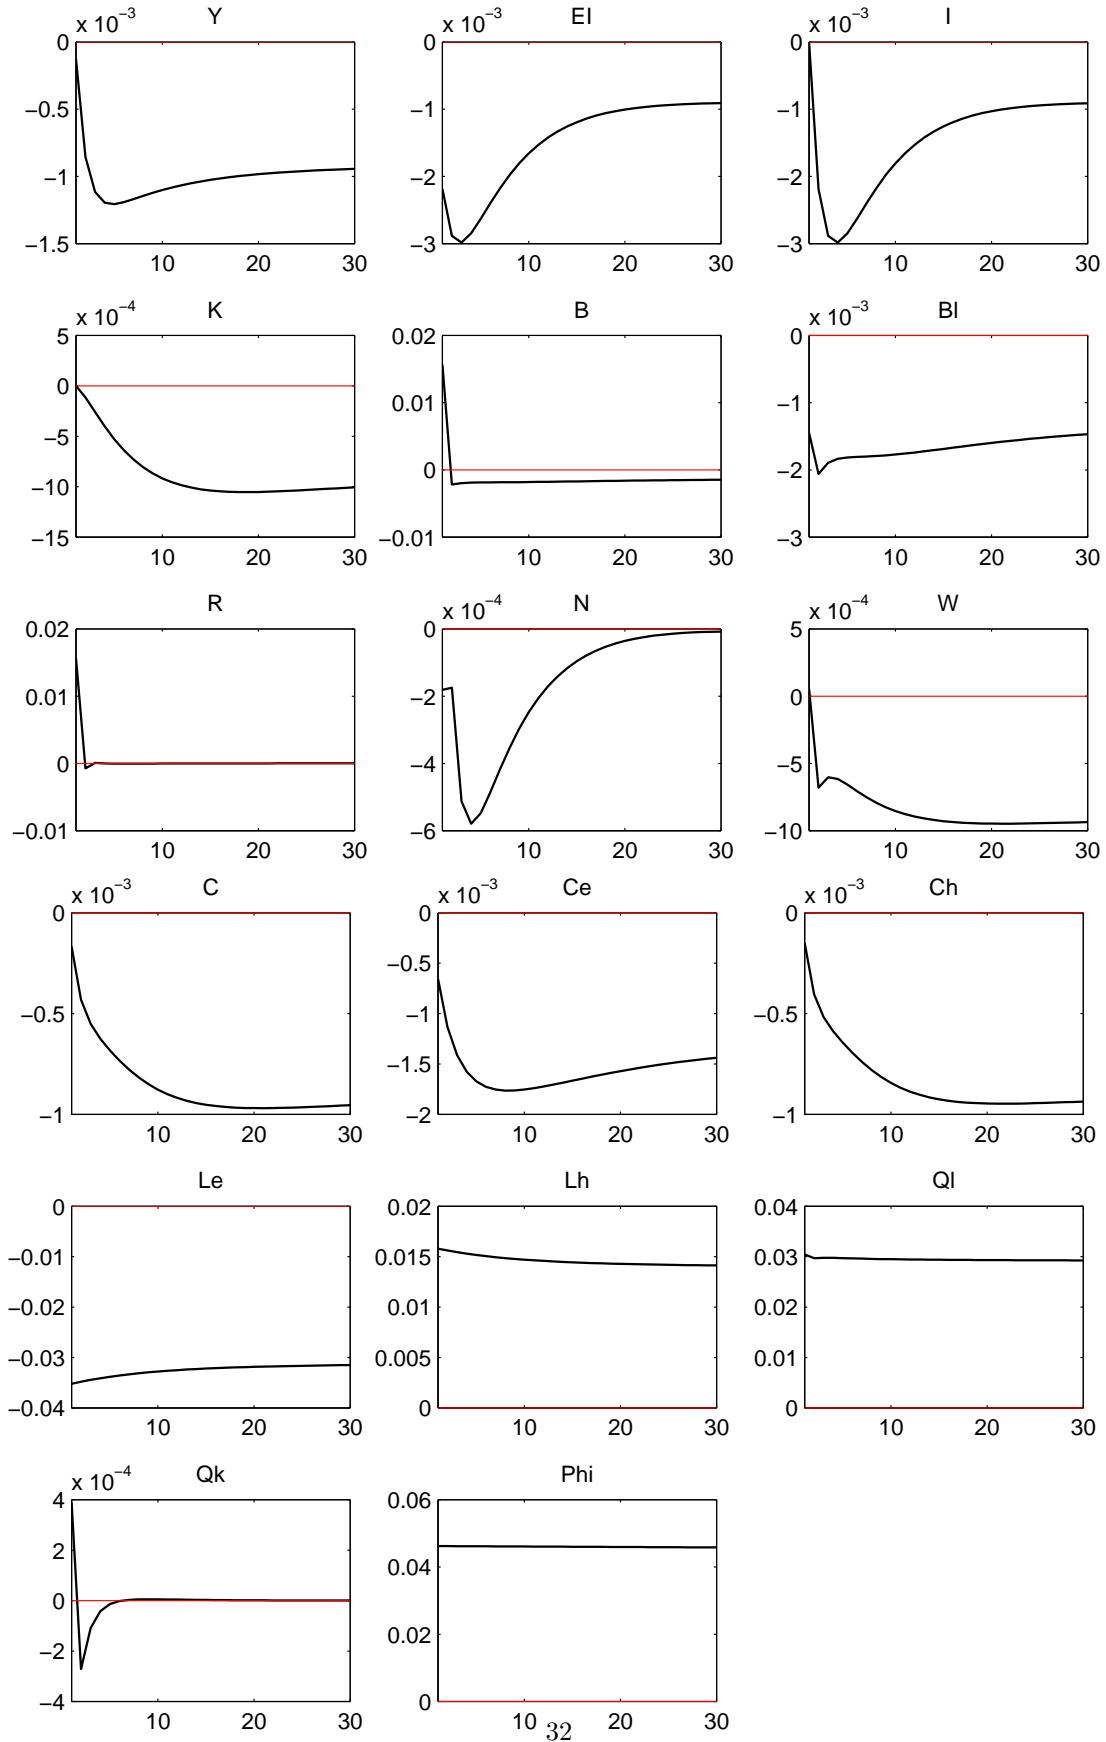 x 10⁻³ Y
0
−0.5
−1
−1.5
10 20 30
x 10⁻³ EI
0
−1
−2
−3
10 20 30
x 10⁻³ I
0
−1
−2
−3
10 20 30
x 10⁻⁴ K
5
0
−5
−10
−15
10 20 30
B
0.02
0.01
0
−0.01
10 20 30
x 10⁻³ Bl
0
−1
−2
−3
10 20 30
R
0.02
0.01
0
−0.01
10 20 30
x 10⁻⁴ N
0
−2
−4
−6
10 20 30
x 10⁻⁴ W
5
0
−5
−10
10 20 30
x 10⁻³ C
0
−0.5
−1
10 20 30
x 10⁻³ Ce
0
−0.5
−1
−1.5
−2
10 20 30
x 10⁻³ Ch
0
−0.5
−1
10 20 30
Le
0
−0.01
−0.02
−0.03
−0.04
10 20 30
Lh
0.02
0.015
0.01
0.005
0
10 20 30
Ql
0.04
0.03
0.02
0.01
0
10 20 30
x 10⁻⁴ Qk
4
2
0
−2
−4
10 20 30
Phi
0.06
0.04
0.02
0
10 20 30
32